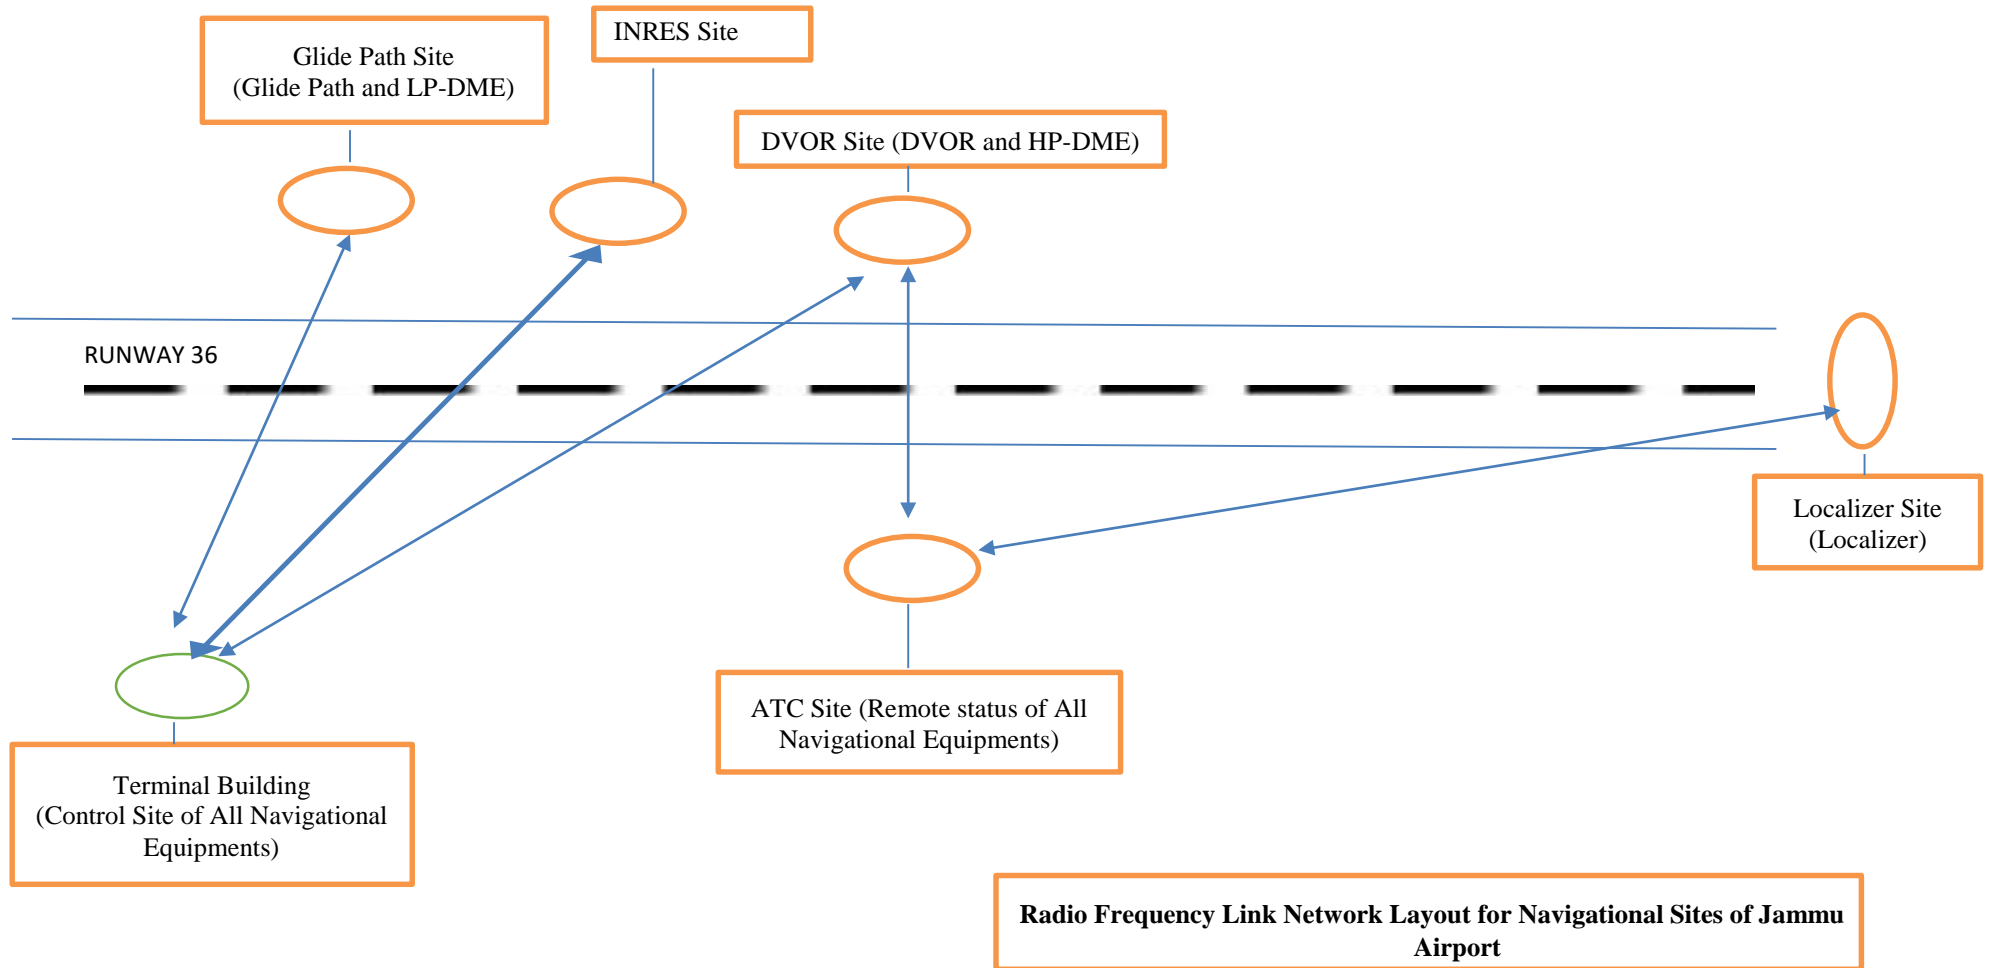 INRES Site
Glide Path Site
(Glide Path and LP-DME)
DVOR Site (DVOR and HP-DME)
RUNWAY 36
Localizer Site
(Localizer)
ATC Site (Remote status of All
Navigational Equipments)
Terminal Building
(Control Site of All Navigational
Equipments)
Radio Frequency Link Network Layout for Navigational Sites of Jammu
Airport